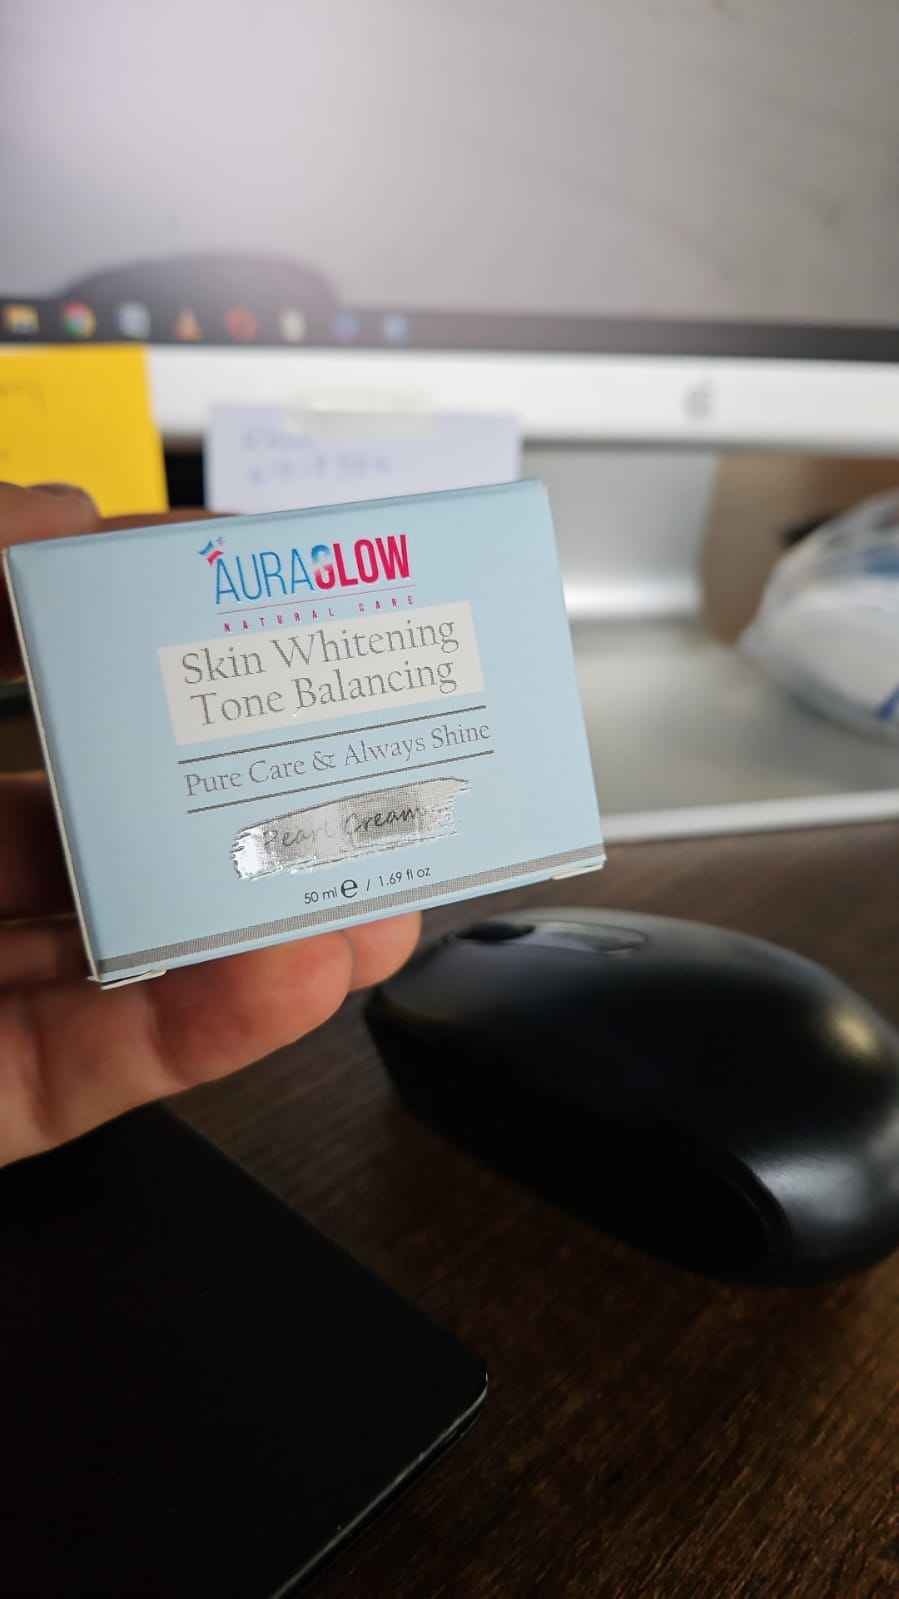 AURAGLOW
NATURAL CARE
Skin Whitening
Tone Balancing
Pure Care & Always Shine
Pearl Cream
50 ml e / 1.69 fl oz